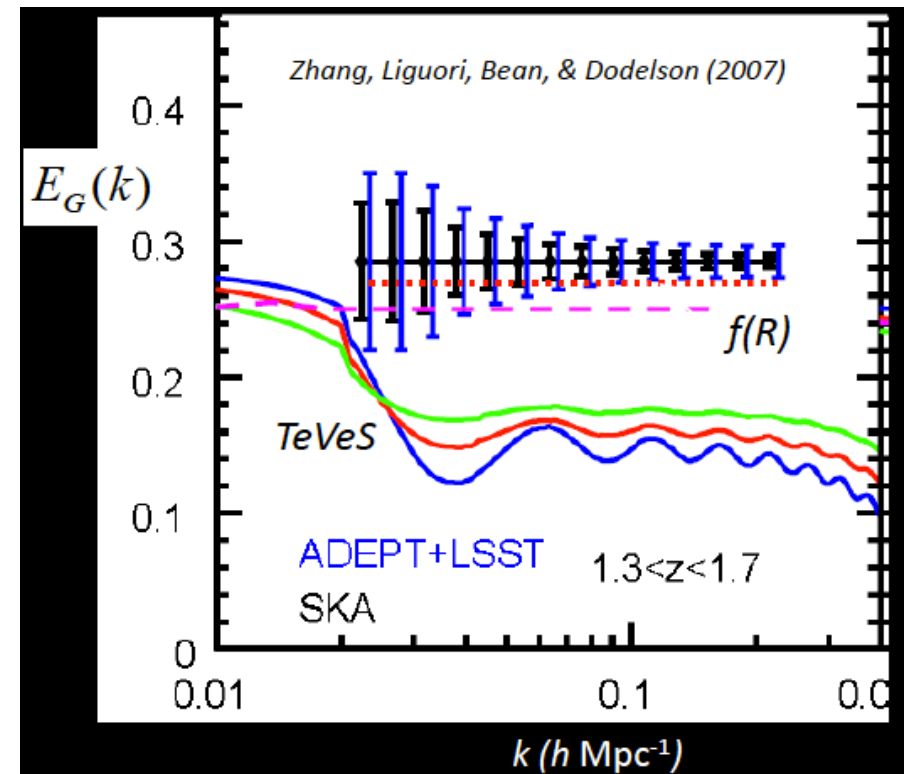 Zhang, Liguori, Bean, & Dodelson (2007)
0.4
E_G(k)
0.3
f(R)
0.2
TeVeS
0.1
ADEPT+LSST
1.3<z<1.7
SKA
0
0.01
0.1
k (h Mpc⁻¹)